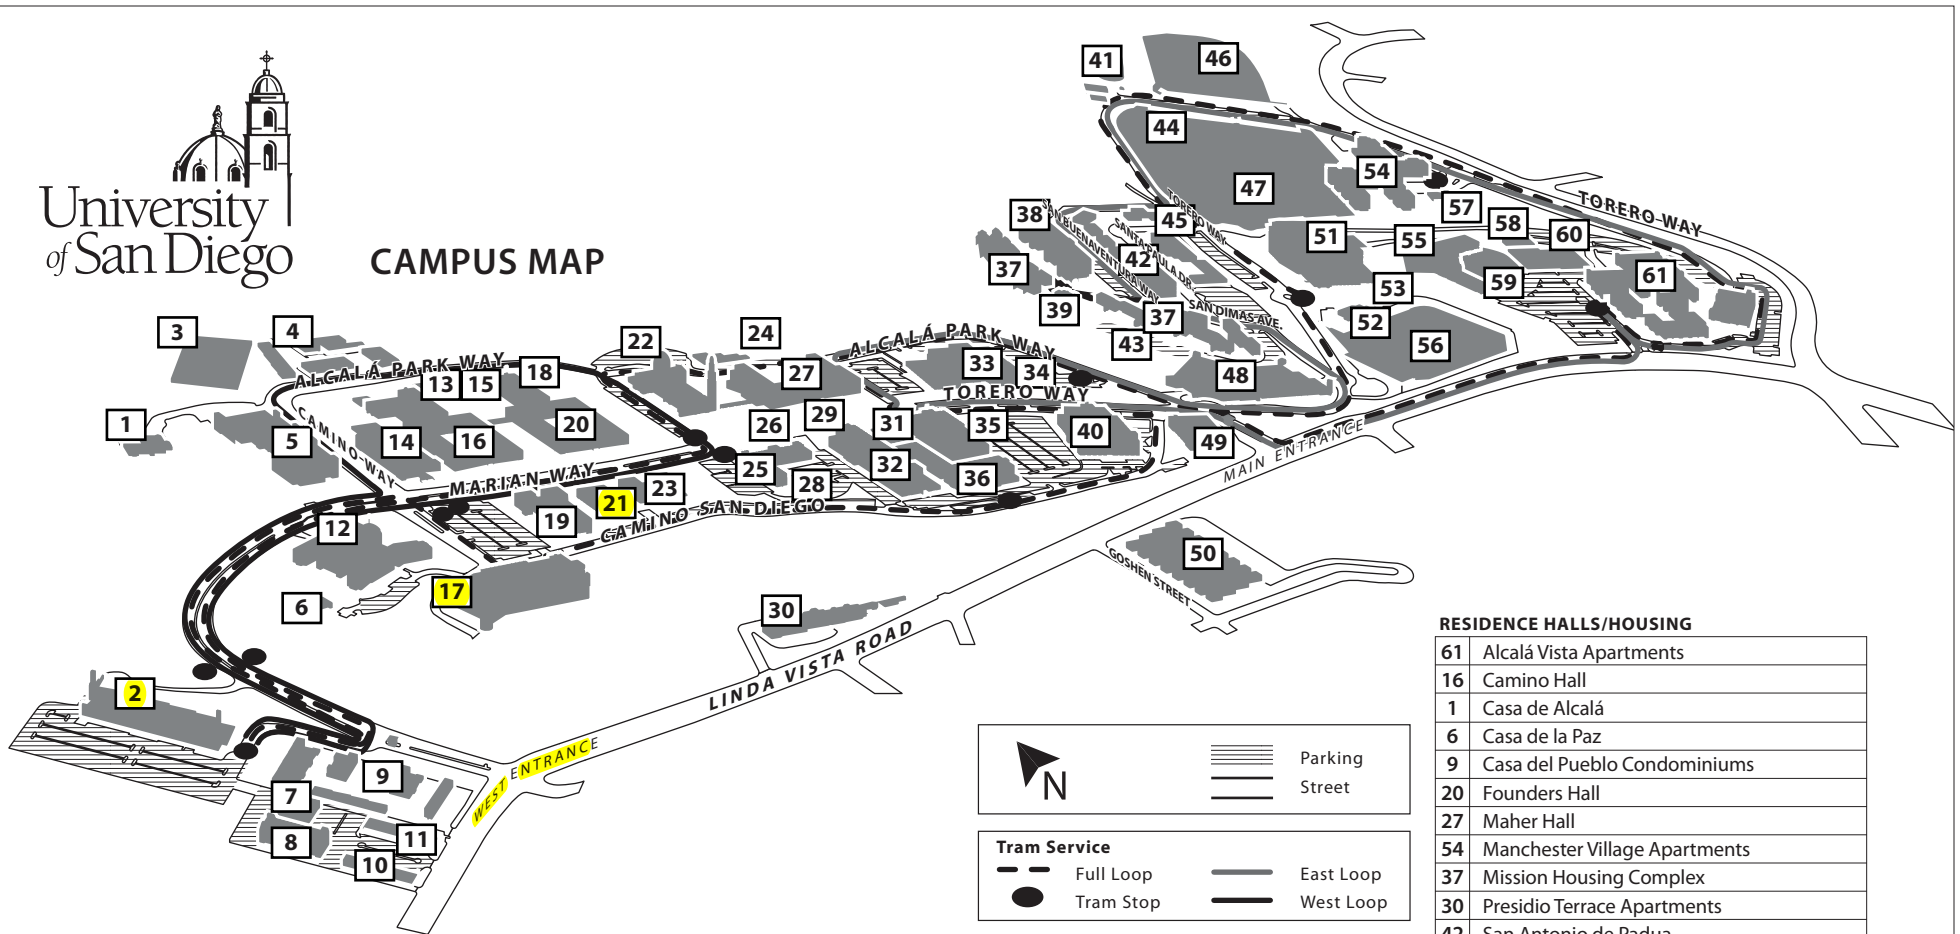 University
of San Diego
CAMPUS MAP
41
46
44
54
47
57
TORERO WAY
38
45
TORERO WAY
58
SAN BUENAVENTURA WAY
SANTA PAULA DR.
51
55
60
37
42
61
59
53
39
37
SAN DIMAS AVE.
52
3
4
22
24
ALCALÁ PARK WAY
43
56
ALCALÁ PARK WAY
18
27
33
34
48
13
15
TORERO WAY
1
CAMINO WAY
29
26
31
35
5
14
16
20
40
49
MAIN ENTRANCE
25
32
MARIAN WAY
28
36
23
21
CAMINO SAN DIEGO
19
12
50
GOSHEN STREET
17
6
30
LINDA VISTA ROAD
2
WEST ENTRANCE
9
7
8
11
10
N
Parking
Street
Tram Service
Full Loop
East Loop
Tram Stop
West Loop
RESIDENCE HALLS/HOUSING
61 Alcalá Vista Apartments
16 Camino Hall
1 Casa de Alcalá
6 Casa de la Paz
9 Casa del Pueblo Condominiums
20 Founders Hall
27 Maher Hall
54 Manchester Village Apartments
37 Mission Housing Complex
30 Presidio Terrace Apartments
42 San Antonio de Padua